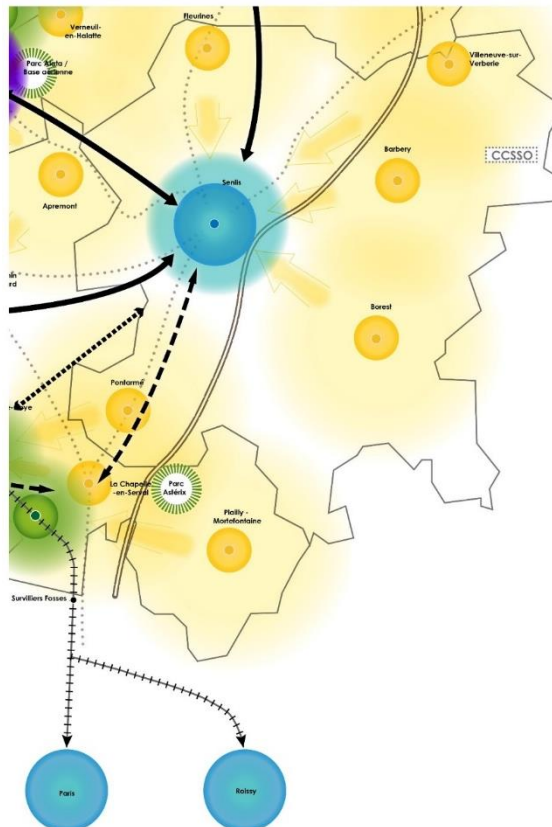 Fleurines
Verneuil-
en-Halatte
Parc Alata /
Base aérienne
Villeneuve-sur-
Verberie
Barbery
CCSSO
Senlis
Apremont
Borest
Pontarmé
La Chapelle
-en-Serval
Parc
Astérix
Plailly -
Mortefontaine
Survilliers Fosses
Paris
Roissy